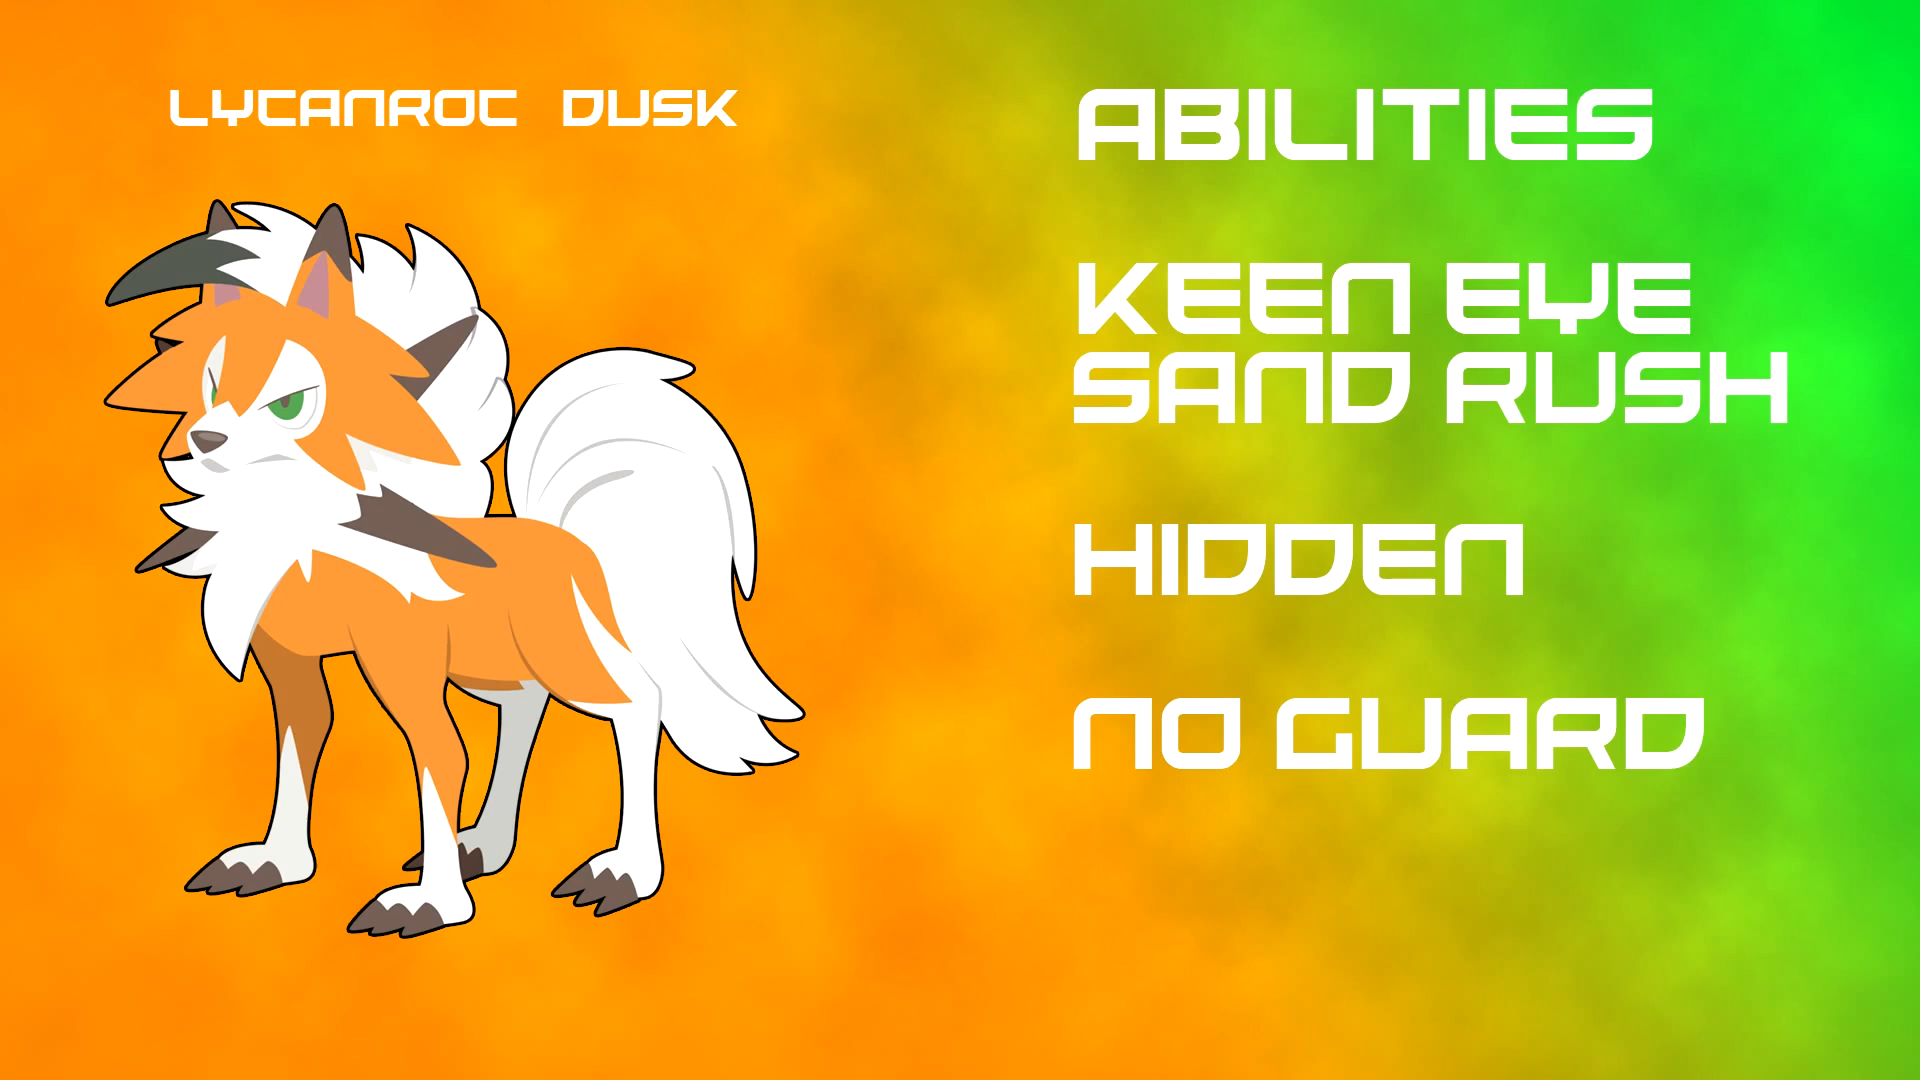 LYCANROC DUSK
ABILITIES
KEEN EYE
SAND RUSH
HIDDEN
NO GUARD